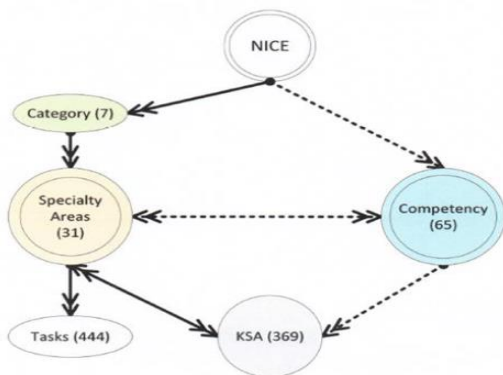 NICE
Category (7)
Specialty
Areas
(31)
Competency
(65)
Tasks (444)
KSA (369)